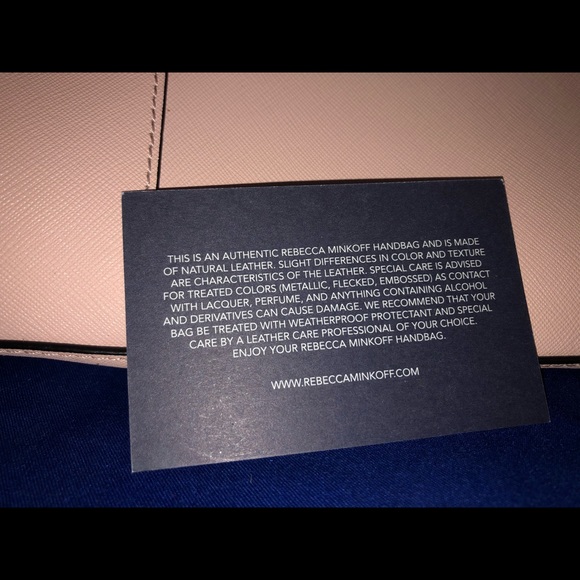 THIS IS AN AUTHENTIC REBECCA MINKOFF HANDBAG AND IS MADE
OF NATURAL LEATHER. SLIGHT DIFFERENCES IN COLOR AND TEXTURE
ARE CHARACTERISTICS OF THE LEATHER. SPECIAL CARE IS ADVISED
FOR TREATED COLORS (METALLIC, FLECKED, EMBOSSED) AS CONTACT
WITH LACQUER, PERFUME, AND ANYTHING CONTAINING ALCOHOL
AND DERIVATIVES CAN CAUSE DAMAGE. WE RECOMMEND THAT YOUR
BAG BE TREATED WITH WEATHERPROOF PROTECTANT AND SPECIAL
CARE BY A LEATHER CARE PROFESSIONAL OF YOUR CHOICE.
ENJOY YOUR REBECCA MINKOFF HANDBAG.
WWW.REBECCAMINKOFF.COM